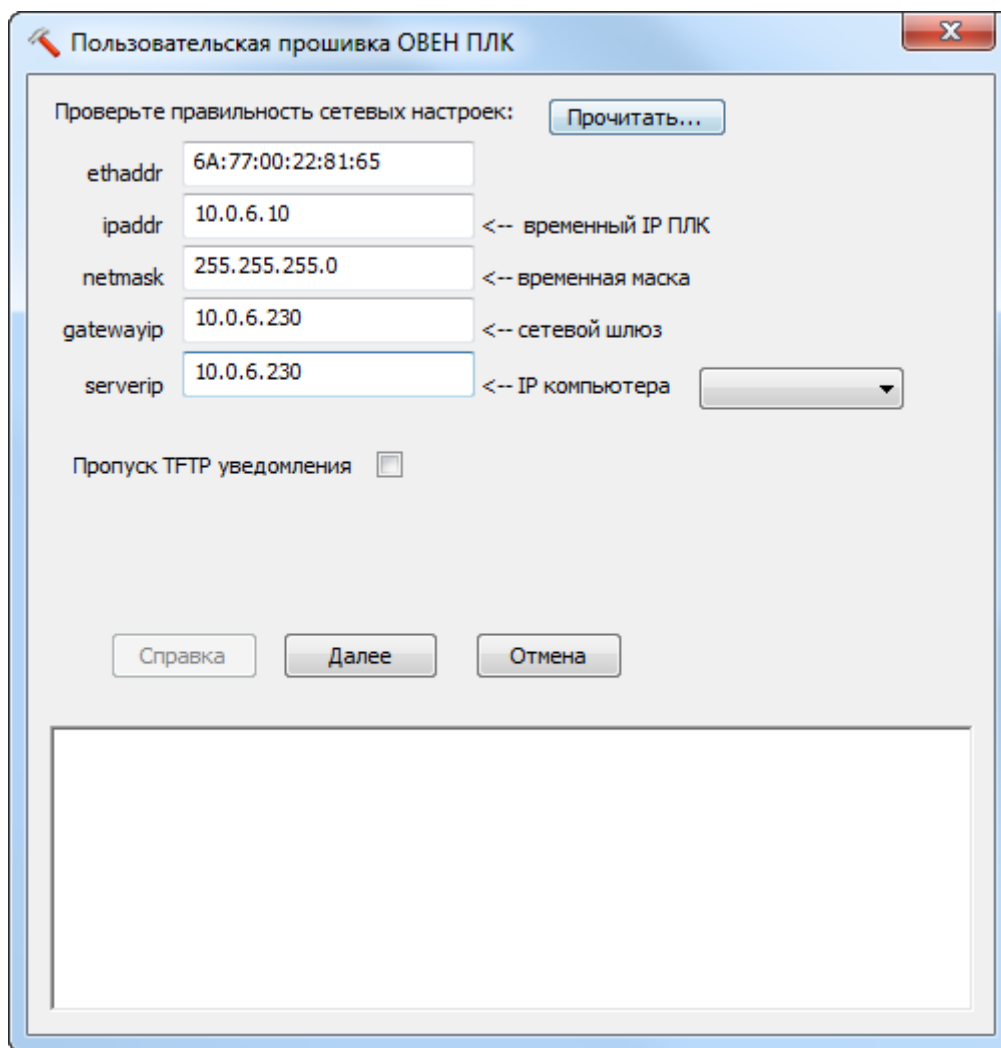 Пользовательская прошивка ОВЕН ПЛК
Проверьте правильность сетевых настроек: Прочитать...
ethaddr 6A:77:00:22:81:65
ipaddr 10.0.6.10 <-- временный IP ПЛК
netmask 255.255.255.0 <-- временная маска
gatewayip 10.0.6.230 <-- сетевой шлюз
serverip 10.0.6.230 <-- IP компьютера
Пропуск TFTP уведомления
Справка Далее Отмена